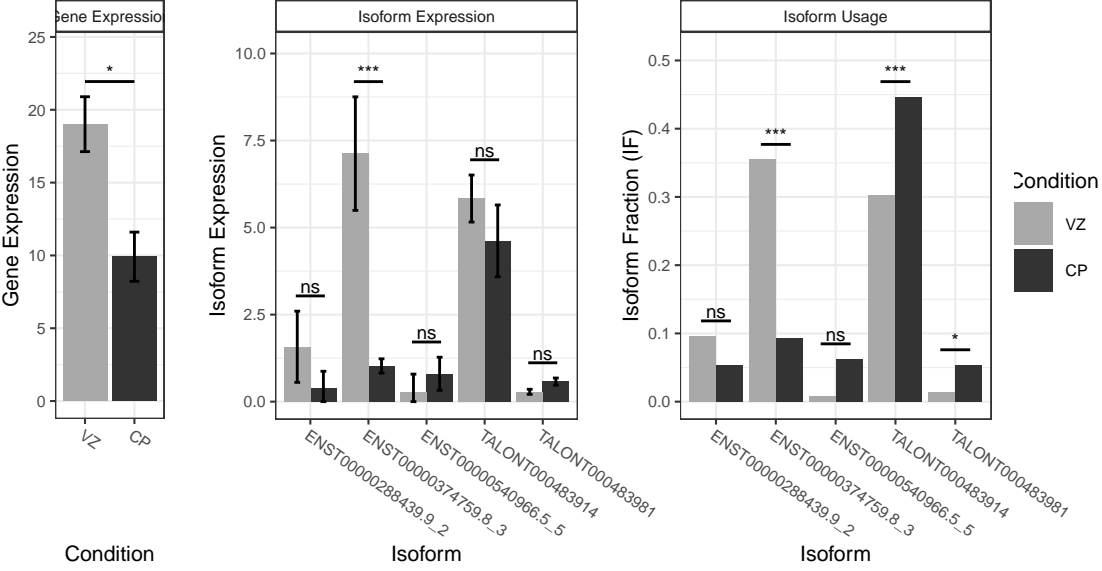 Gene Expression
Isoform Expression
Isoform Usage
Gene Expression
25
20
15
10
5
0
*
VZ
CP
Condition
Isoform Expression
10.0
7.5
5.0
2.5
0.0
ns
***
ns
ns
ns
ENST00000288439.9_2
ENST00000374759.8_3
ENST00000540966.5_5
TALONT000483914
TALONT000483981
Isoform
Isoform Fraction (IF)
0.5
0.4
0.3
0.2
0.1
0.0
ns
***
ns
***
*
ENST00000288439.9_2
ENST00000374759.8_3
ENST00000540966.5_5
TALONT000483914
TALONT000483981
Isoform
Condition
VZ
CP